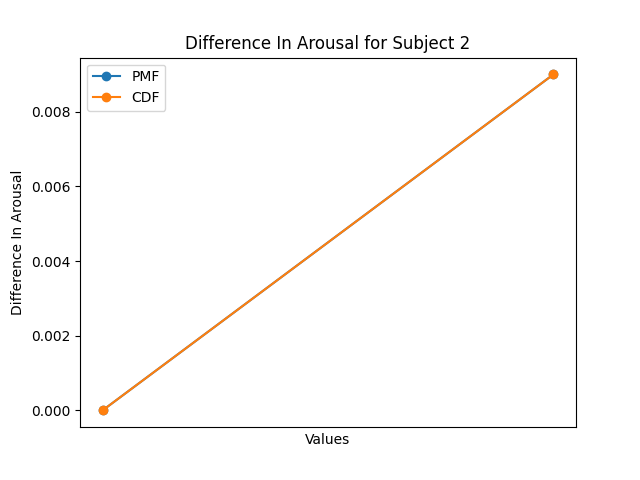 Difference In Arousal for Subject 2
PMF
CDF
0.008
0.006
0.004
0.002
0.000
Difference In Arousal
Values